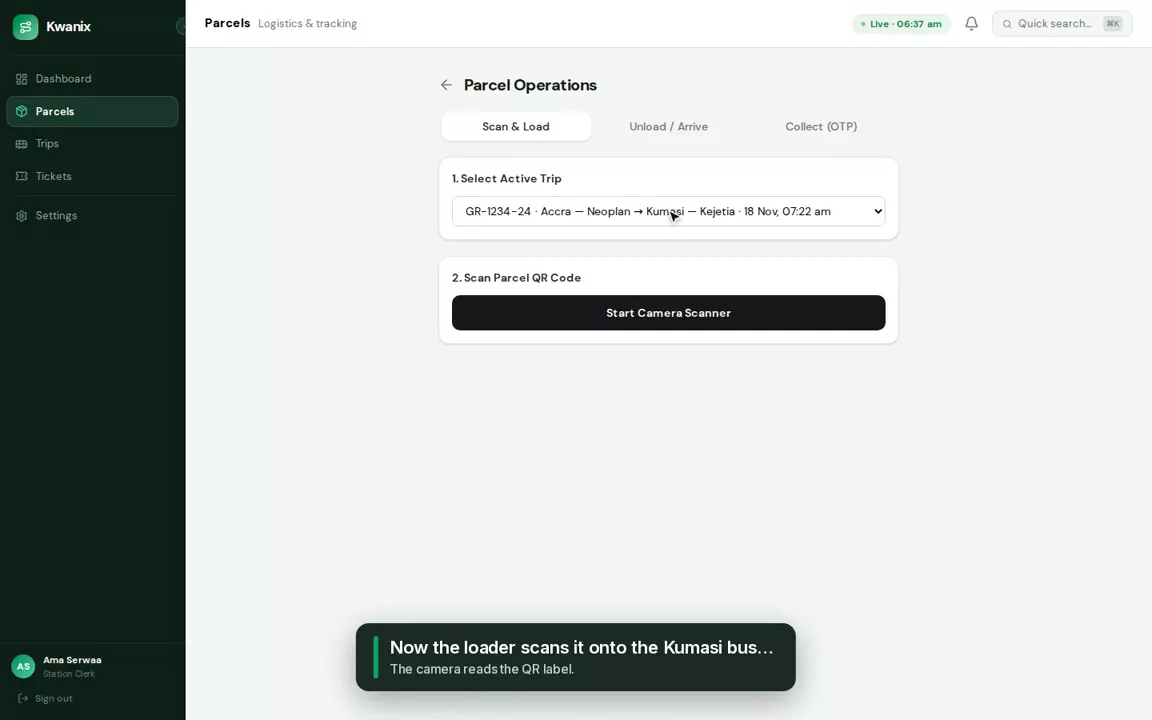 Kwanix
Parcels Logistics & tracking
Live · 06:37 am
Quick search...
⌘K
Dashboard
Parcels
Trips
Tickets
Settings
Parcel Operations
Scan & Load
Unload / Arrive
Collect (OTP)
1. Select Active Trip
GR-1234-24 · Accra — Neoplan → Kumasi — Kejetia · 18 Nov, 07:22 am
2. Scan Parcel QR Code
Start Camera Scanner
Now the loader scans it onto the Kumasi bus…
The camera reads the QR label.
AS
Ama Serwaa
Station Clerk
Sign out